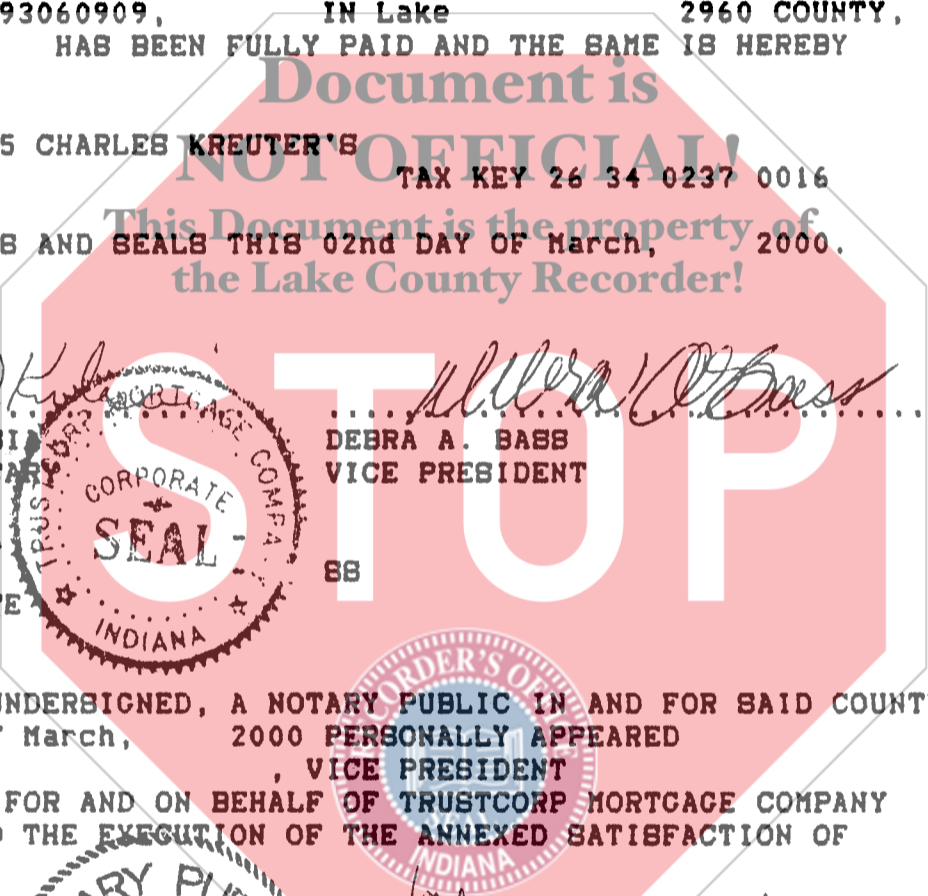 93060909, IN Lake 2960 COUNTY,
HAS BEEN FULLY PAID AND THE SAME IS HEREBY
Document is
NOT OFFICIAL!
5 CHARLES KREUTER'S
TAX KEY 26 34 0237 0016
This Document is the property of
the Lake County Recorder!
S AND SEALS THIS 02nd DAY OF March, 2000.
STOP
DEBRA A. BASS
VICE PRESIDENT
TRUSTCORP MORTGAGE COMPANY
CORPORATE
SEAL
INDIANA
SS
UNDERSIGNED, A NOTARY PUBLIC IN AND FOR SAID COUNT
March, 2000 PERSONALLY APPEARED
, VICE PRESIDENT
FOR AND ON BEHALF OF TRUSTCORP MORTGAGE COMPANY
THE EXECUTION OF THE ANNEXED SATISFACTION OF
RECORDER'S OFFICE
SEAL
INDIANA